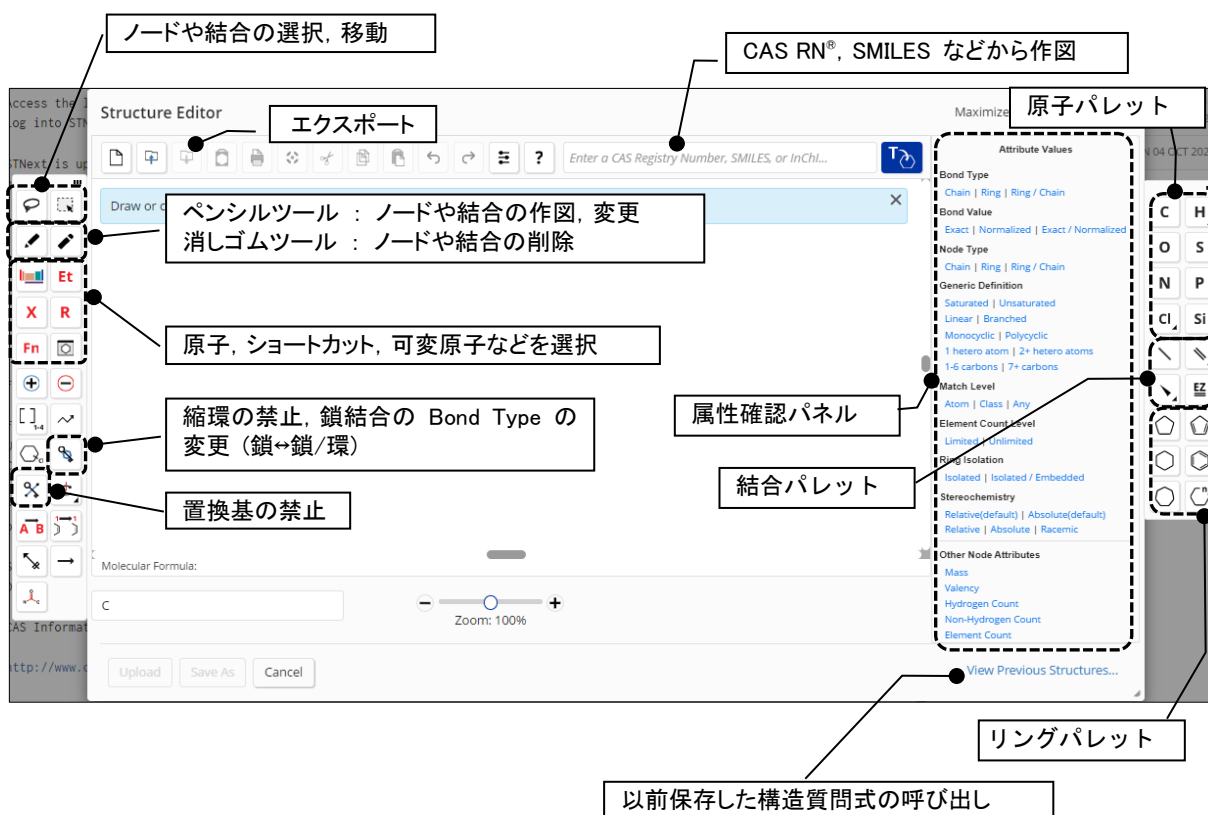 ノードや結合の選択, 移動
CAS RN®, SMILES などから作図
原子パレット
エクスポート
Structure Editor
Maximize
Enter a CAS Registry Number, SMILES, or InChI...
T
Draw or
ペンシルツール : ノードや結合の作図, 変更
消しゴムツール : ノードや結合の削除
原子, ショートカット, 可変原子などを選択
縮環の禁止, 鎖結合の Bond Type の
変更 (鎖↔鎖/環)
置換基の禁止
属性確認パネル
結合パレット
Attribute Values
Bond Type
Chain | Ring | Ring / Chain
Bond Value
Exact | Normalized | Exact / Normalized
Node Type
Chain | Ring | Ring / Chain
Generic Definition
Saturated | Unsaturated
Linear | Branched
Monocyclic | Polycyclic
1 hetero atom | 2+ hetero atoms
1-6 carbons | 7+ carbons
Match Level
Atom | Class | Any
Element Count Level
Limited | Unlimited
Ring Isolation
Isolated | Isolated / Embedded
Stereochemistry
Relative(default) | Absolute(default)
Relative | Absolute | Racemic
Other Node Attributes
Mass
Valency
Hydrogen Count
Non-Hydrogen Count
Element Count
Et
X R
Fn
[ ] 1-4
A B
C H
O S
N P
Cl Si
EZ
Molecular Formula:
C
Zoom: 100%
Upload Save As Cancel
View Previous Structures...
リングパレット
以前保存した構造質問式の呼び出し